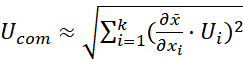 U_{com} ≈ √(∑_{i=1}^{k} (∂x̄/∂x_i · U_i)^2)